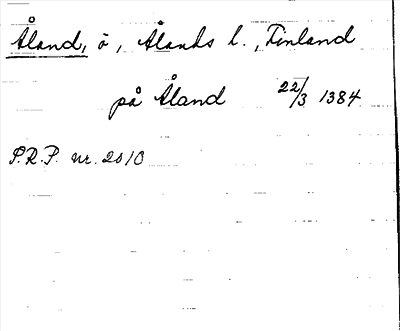 Åland, ö, Ålands l., Finland
på Åland 22/3 1384
S.R.P. nr. 2010